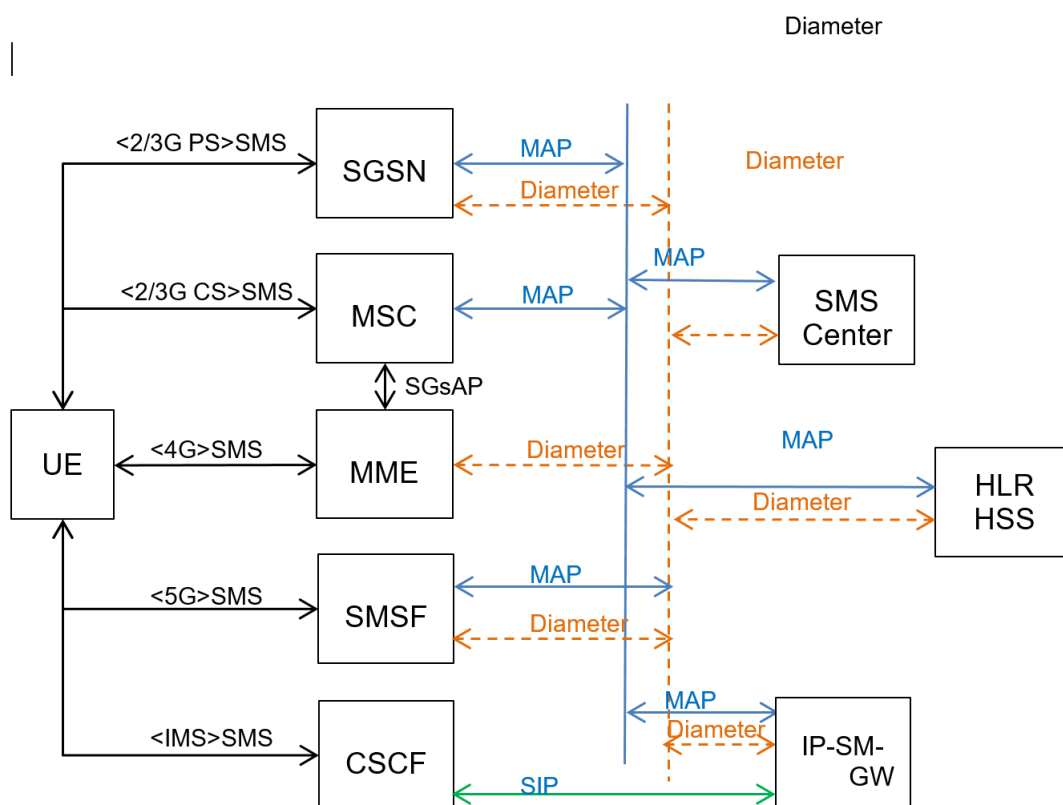 Diameter
<2/3G PS>SMS
SGSN
MAP
Diameter
Diameter
<2/3G CS>SMS
MSC
MAP
MAP
SMS
Center
SGsAP
UE
<4G>SMS
MME
Diameter
MAP
Diameter
HLR
HSS
<5G>SMS
SMSF
MAP
Diameter
<IMS>SMS
CSCF
MAP
Diameter
SIP
IP-SM-
GW